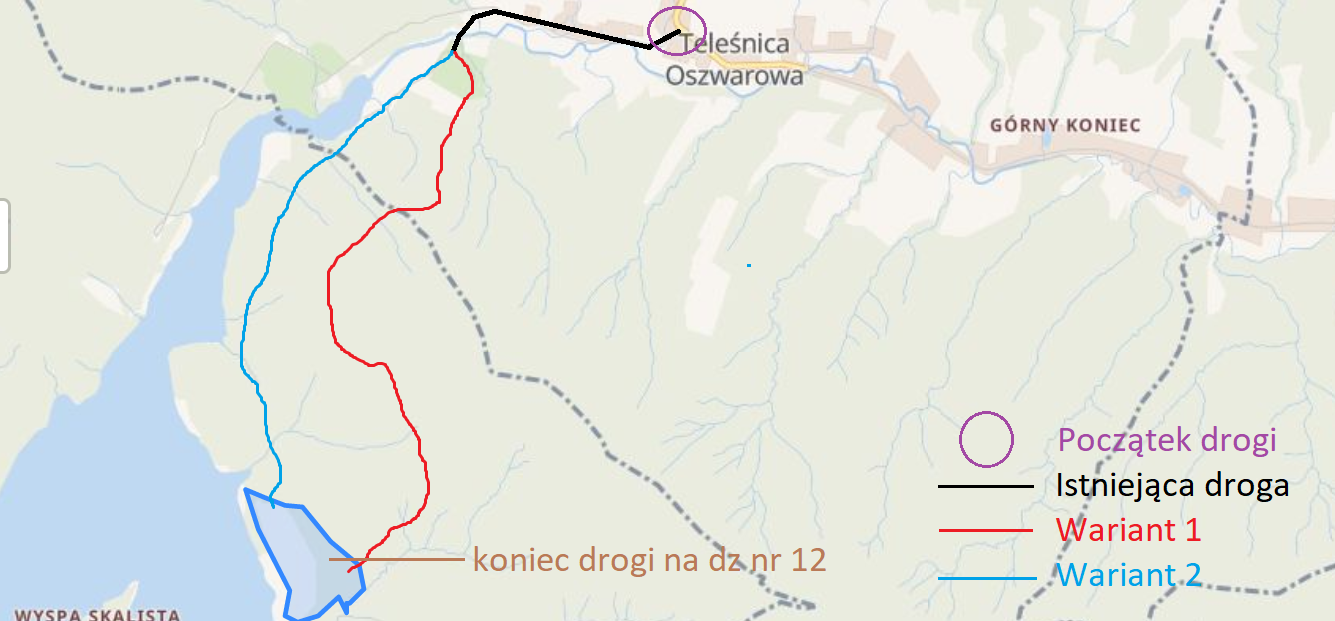 Teleśnica
Oszwarowa
GÓRNY KONIEC
Początek drogi
Istniejąca droga
Wariant 1
koniec drogi na dz nr 12
Wariant 2
WYSPA SKALISTA